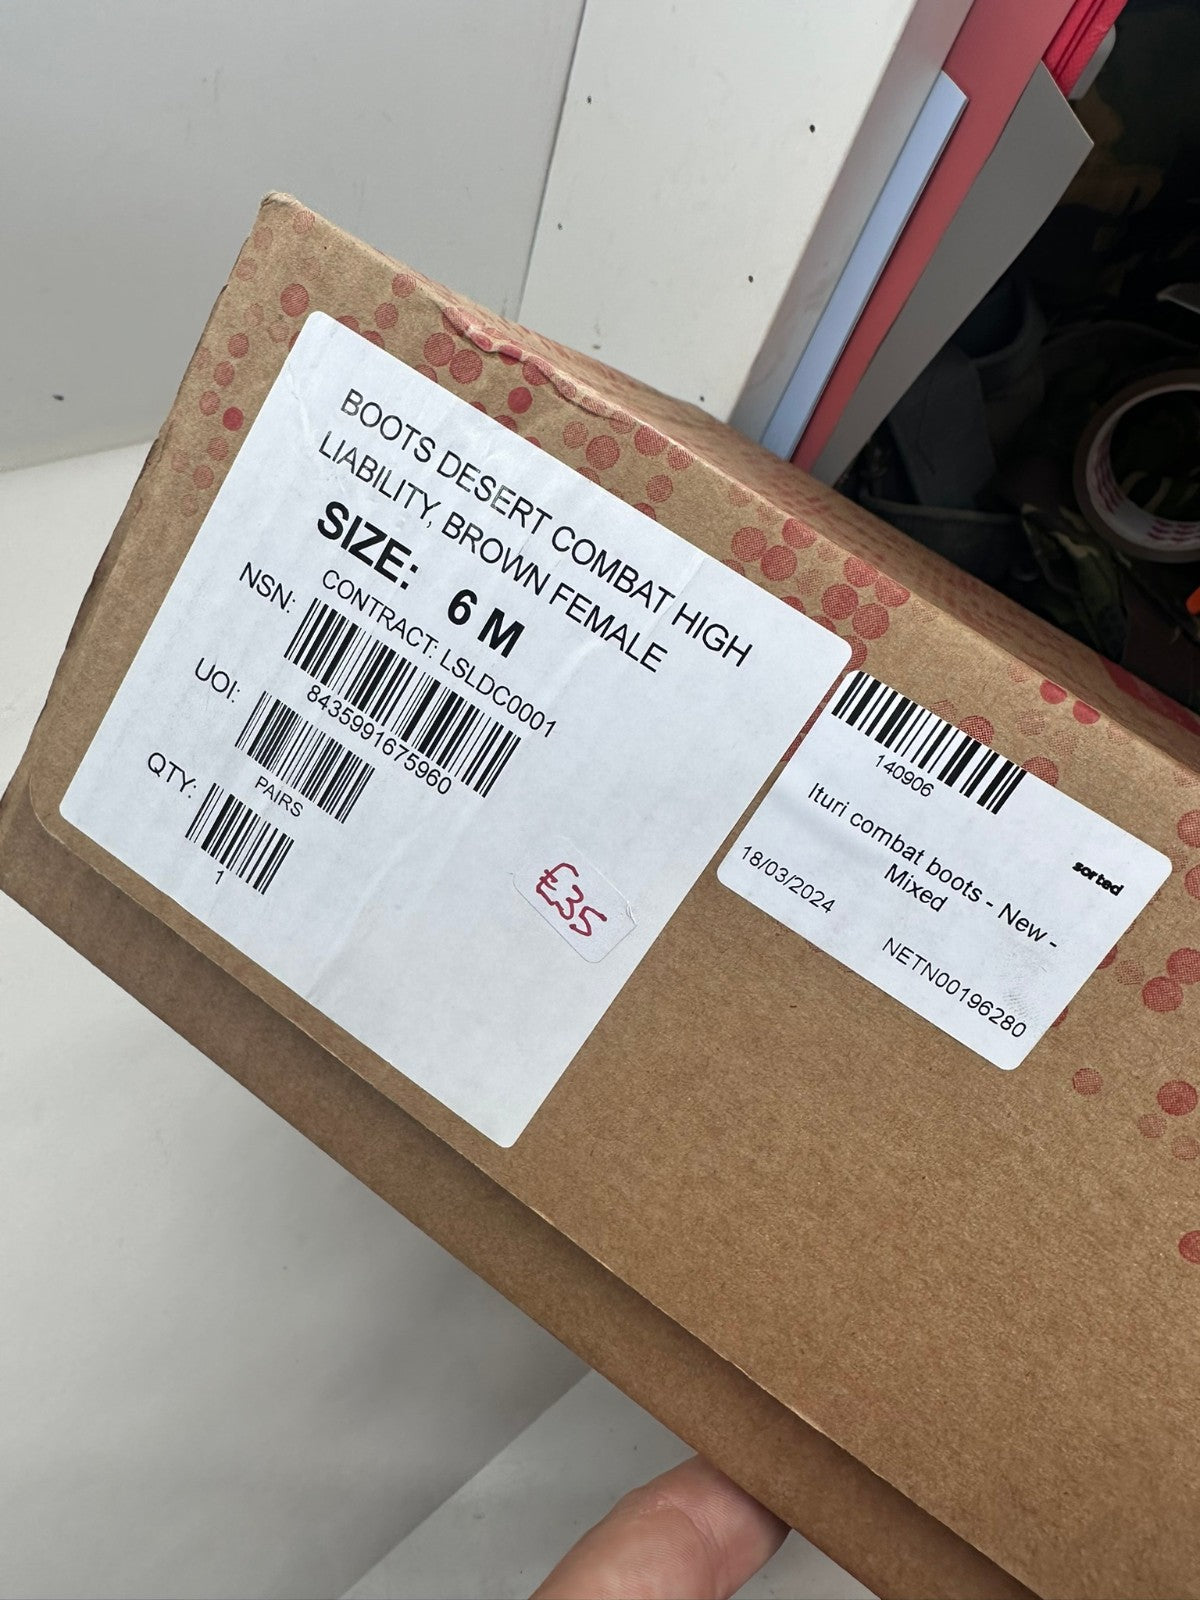 BOOTS DESERT COMBAT HIGH
LIABILITY, BROWN FEMALE
SIZE: 6 M
CONTRACT: LSLDC0001
NSN:
8435991675960
UOI:
PAIRS
QTY:
1
£35
140906
Ituri combat boots - New -
Mixed
sorted
18/03/2024
NETN00196280